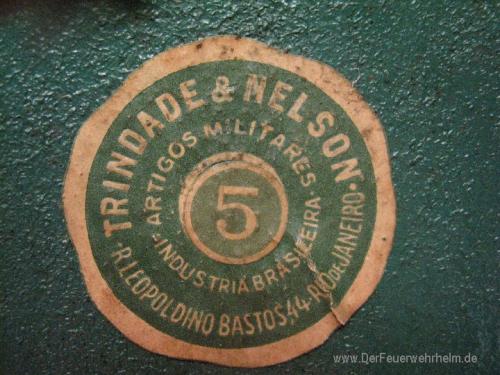 TRINDADE & NELSON
·R. LEOPOLDINO BASTOS, 44-RIO DE JANEIRO·
·ARTIGOS MILITARES·
INDUSTRIA BRASILEIRA
5
www.DerFeuerwehrhelm.de